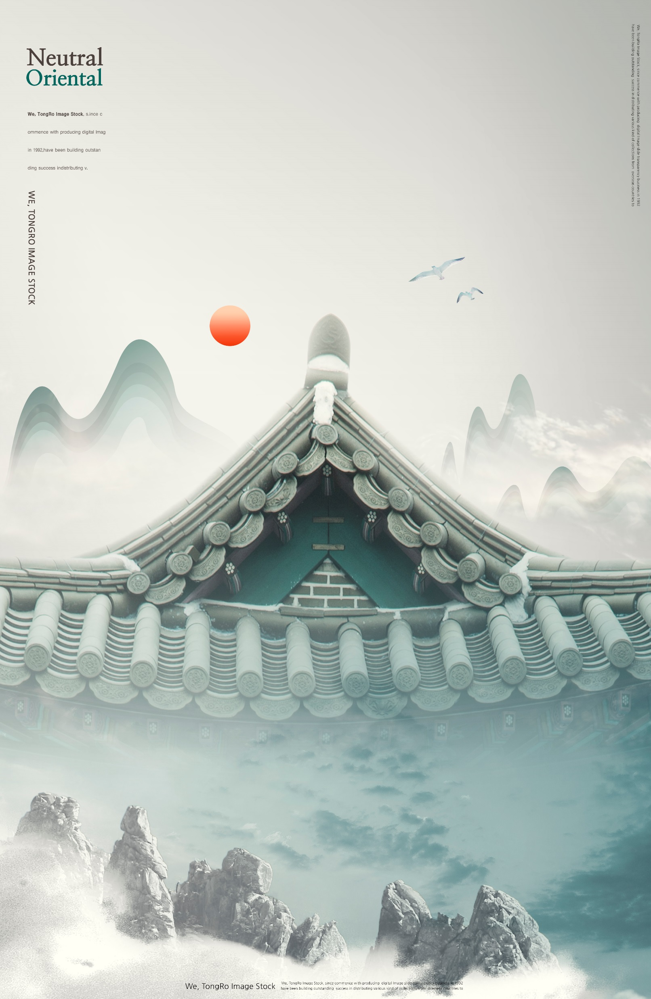 Neutral
Oriental
We, TongRo Image Stock, s.ince c
ommence with producing digital Imag
in 1992,have been building outstan
ding success indistributing v.
WE, TONGRO IMAGE STOCK
We, TongRo Image Stock, since commence with producing digital Image slide transparency business in 1992
have been building outstanding success in distributing various kind of collections from overseas countries to
We, TongRo Image Stock
We, TongRo Image Stock, since commence with producing digital Image slide transparency business in 1992
have been building outstanding success in distributing various kind of collections from overseas countries to